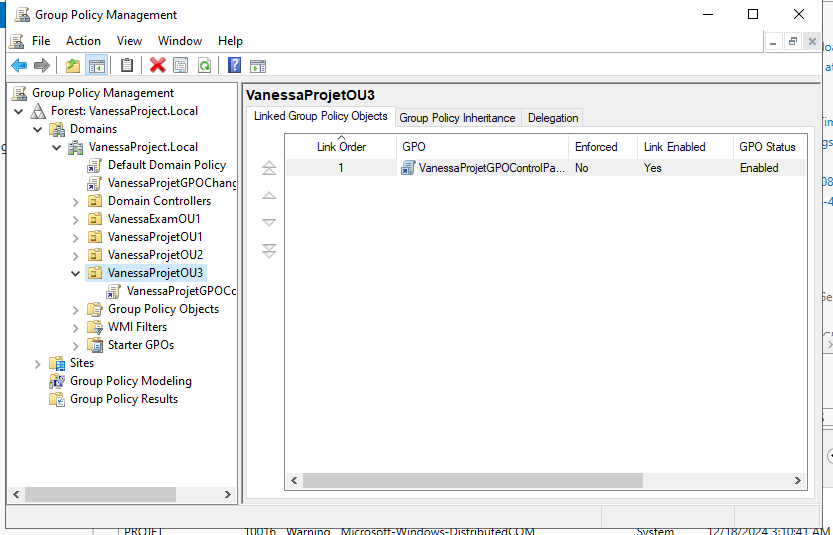 Group Policy Management
File Action View Window Help
Group Policy Management
Forest: VanessaProject.Local
Domains
VanessaProject.Local
Default Domain Policy
VanessaProjetGPOChang
Domain Controllers
VanessaExamOU1
VanessaProjetOU1
VanessaProjetOU2
VanessaProjetOU3
VanessaProjetGPOCo
Group Policy Objects
WMI Filters
Starter GPOs
Sites
Group Policy Modeling
Group Policy Results
VanessaProjetOU3
Linked Group Policy Objects Group Policy Inheritance Delegation
Link Order GPO Enforced Link Enabled GPO Status
1 VanessaProjetGPOControlPa... No Yes Enabled
PROJET 10016 Warning Microsoft-Windows-DistributedCOM System 12/18/2024 3:10:41 AM